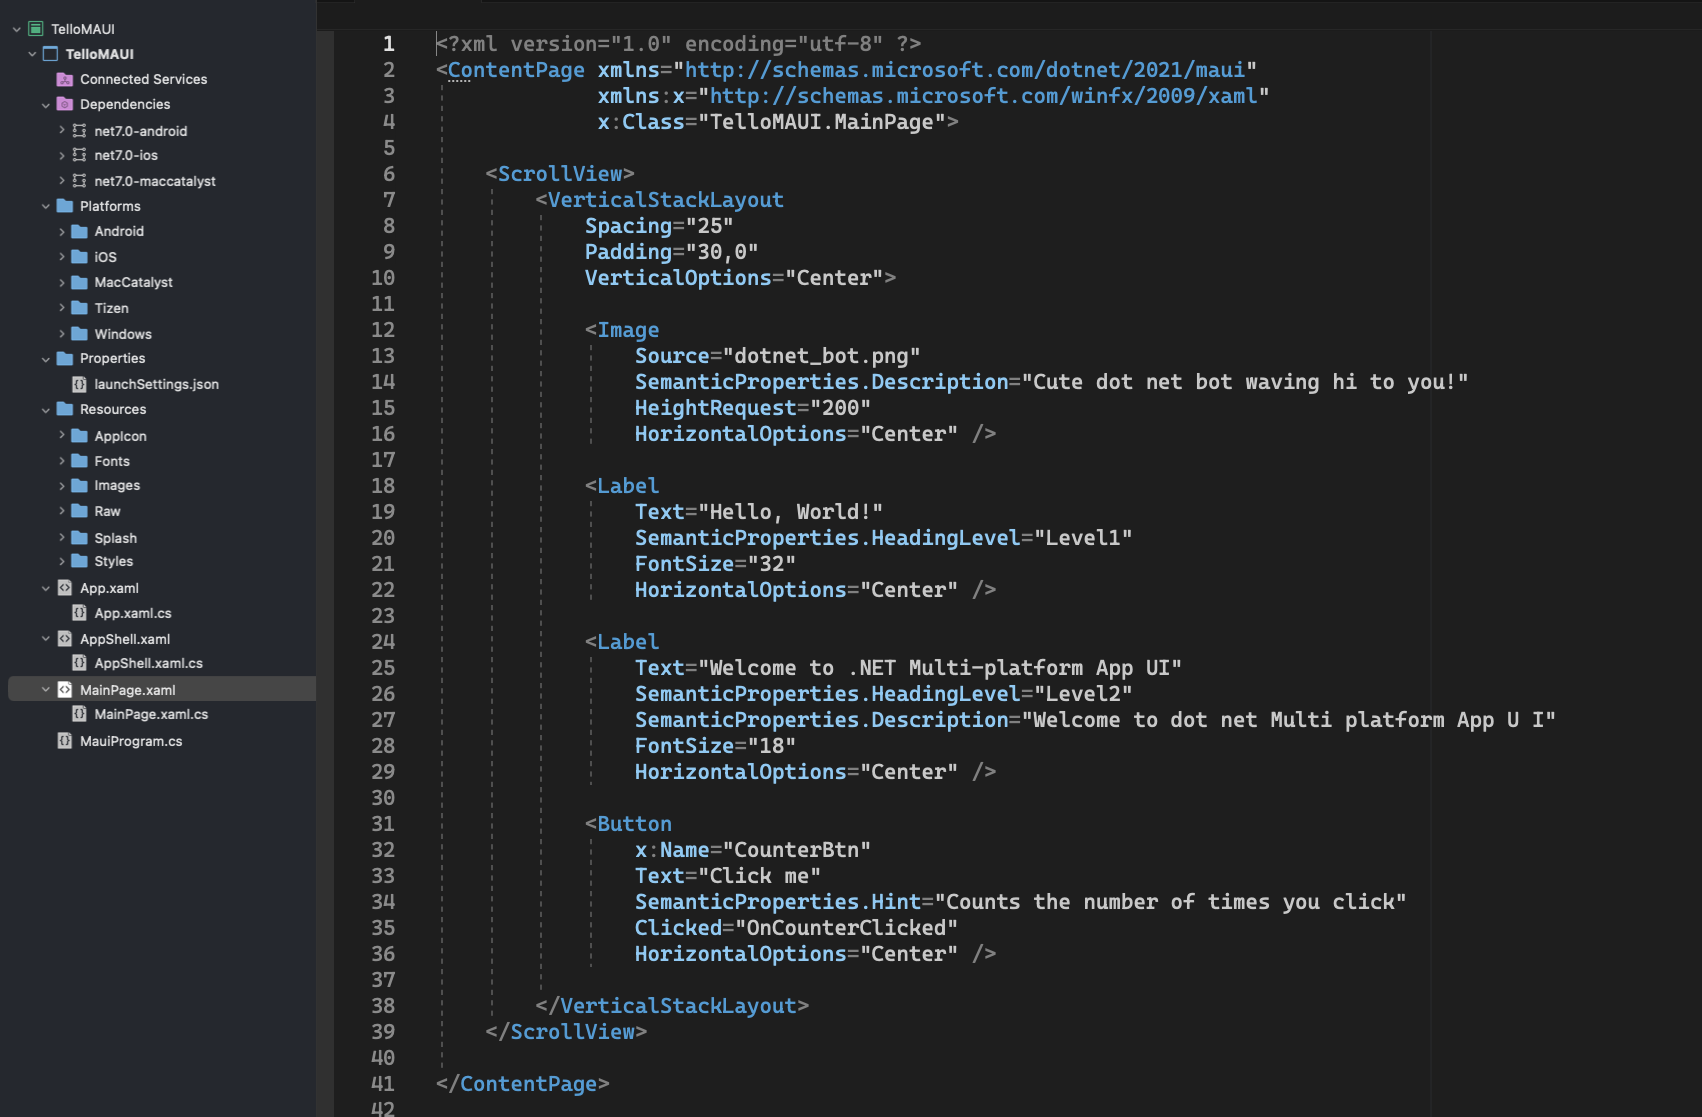 TelloMAUI
TelloMAUI
Connected Services
Dependencies
net7.0-android
net7.0-ios
net7.0-maccatalyst
Platforms
Android
iOS
MacCatalyst
Tizen
Windows
Properties
launchSettings.json
Resources
AppIcon
Fonts
Images
Raw
Splash
Styles
App.xaml
App.xaml.cs
AppShell.xaml
AppShell.xaml.cs
MainPage.xaml
MainPage.xaml.cs
MauiProgram.cs
1 <?xml version="1.0" encoding="utf-8" ?>
2 <ContentPage xmlns="http://schemas.microsoft.com/dotnet/2021/maui"
3 xmlns:x="http://schemas.microsoft.com/winfx/2009/xaml"
4 x:Class="TelloMAUI.MainPage">
5
6 <ScrollView>
7 <VerticalStackLayout
8 Spacing="25"
9 Padding="30,0"
10 VerticalOptions="Center">
11
12 <Image
13 Source="dotnet_bot.png"
14 SemanticProperties.Description="Cute dot net bot waving hi to you!"
15 HeightRequest="200"
16 HorizontalOptions="Center" />
17
18 <Label
19 Text="Hello, World!"
20 SemanticProperties.HeadingLevel="Level1"
21 FontSize="32"
22 HorizontalOptions="Center" />
23
24 <Label
25 Text="Welcome to .NET Multi-platform App UI"
26 SemanticProperties.HeadingLevel="Level2"
27 SemanticProperties.Description="Welcome to dot net Multi platform App U I"
28 FontSize="18"
29 HorizontalOptions="Center" />
30
31 <Button
32 x:Name="CounterBtn"
33 Text="Click me"
34 SemanticProperties.Hint="Counts the number of times you click"
35 Clicked="OnCounterClicked"
36 HorizontalOptions="Center" />
37
38 </VerticalStackLayout>
39 </ScrollView>
40
41 </ContentPage>
42